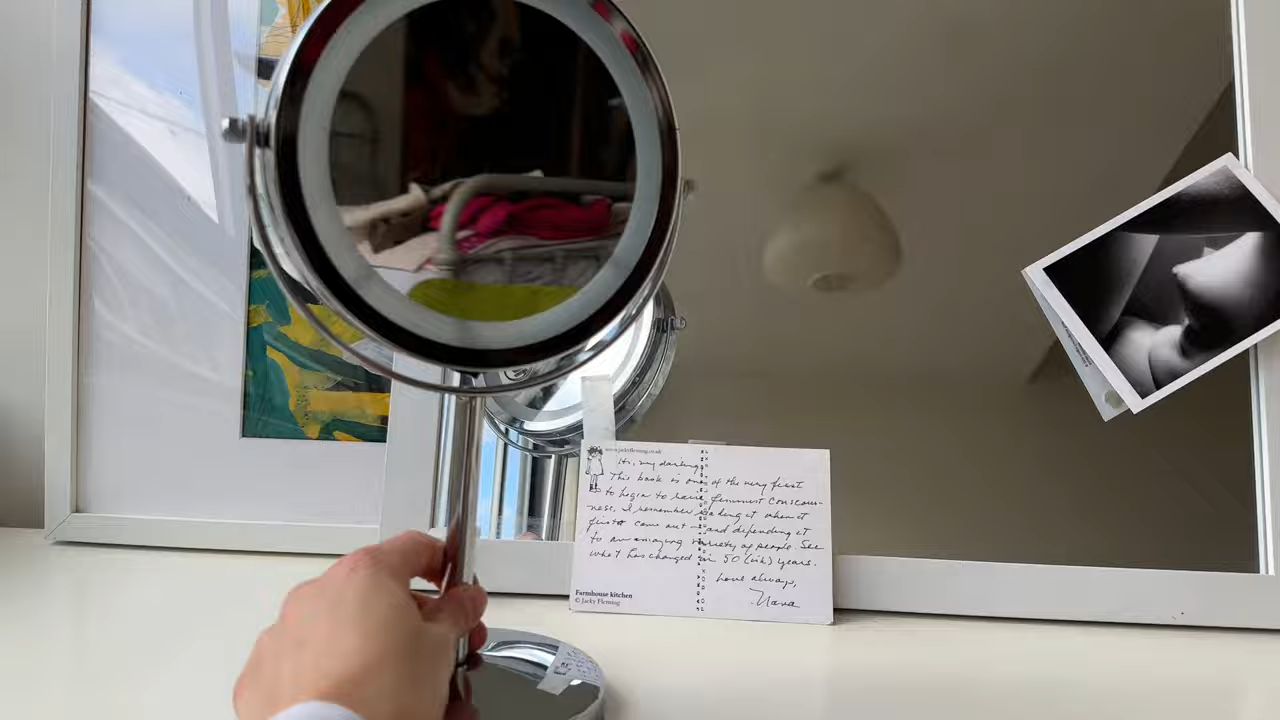 www.jackyfleming.co.uk
my darling
This book is one of the very first
to begin to raise feminist conscious-
ness. I remember reading it when it
first came out - and defending it
to an amazing variety of people. See
what has changed in 50 (ish) years.
Love always,
Nana
Farmhouse kitchen
© Jacky Fleming